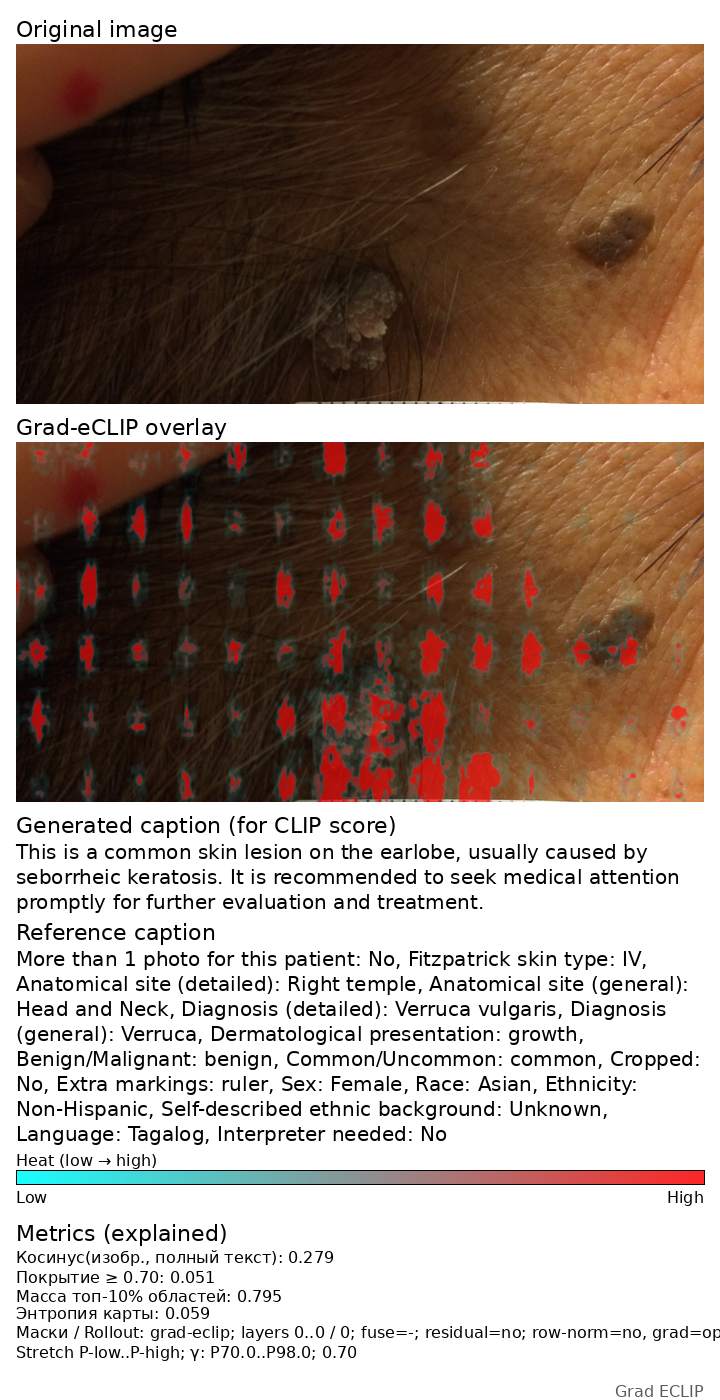 Original image
Grad-eCLIP overlay
Generated caption (for CLIP score)
This is a common skin lesion on the earlobe, usually caused by
seborrheic keratosis. It is recommended to seek medical attention
promptly for further evaluation and treatment.
Reference caption
More than 1 photo for this patient: No, Fitzpatrick skin type: IV,
Anatomical site (detailed): Right temple, Anatomical site (general):
Head and Neck, Diagnosis (detailed): Verruca vulgaris, Diagnosis
(general): Verruca, Dermatological presentation: growth,
Benign/Malignant: benign, Common/Uncommon: common, Cropped:
No, Extra markings: ruler, Sex: Female, Race: Asian, Ethnicity:
Non-Hispanic, Self-described ethnic background: Unknown,
Language: Tagalog, Interpreter needed: No
Heat (low → high)
Low High
Metrics (explained)
Косинус(изобр., полный текст): 0.279
Покрытие ≥ 0.70: 0.051
Масса топ-10% областей: 0.795
Энтропия карты: 0.059
Маски / Rollout: grad-eclip; layers 0..0 / 0; fuse=-; residual=no; row-norm=no, grad=op
Stretch P-low..P-high; γ: P70.0..P98.0; 0.70
Grad ECLIP